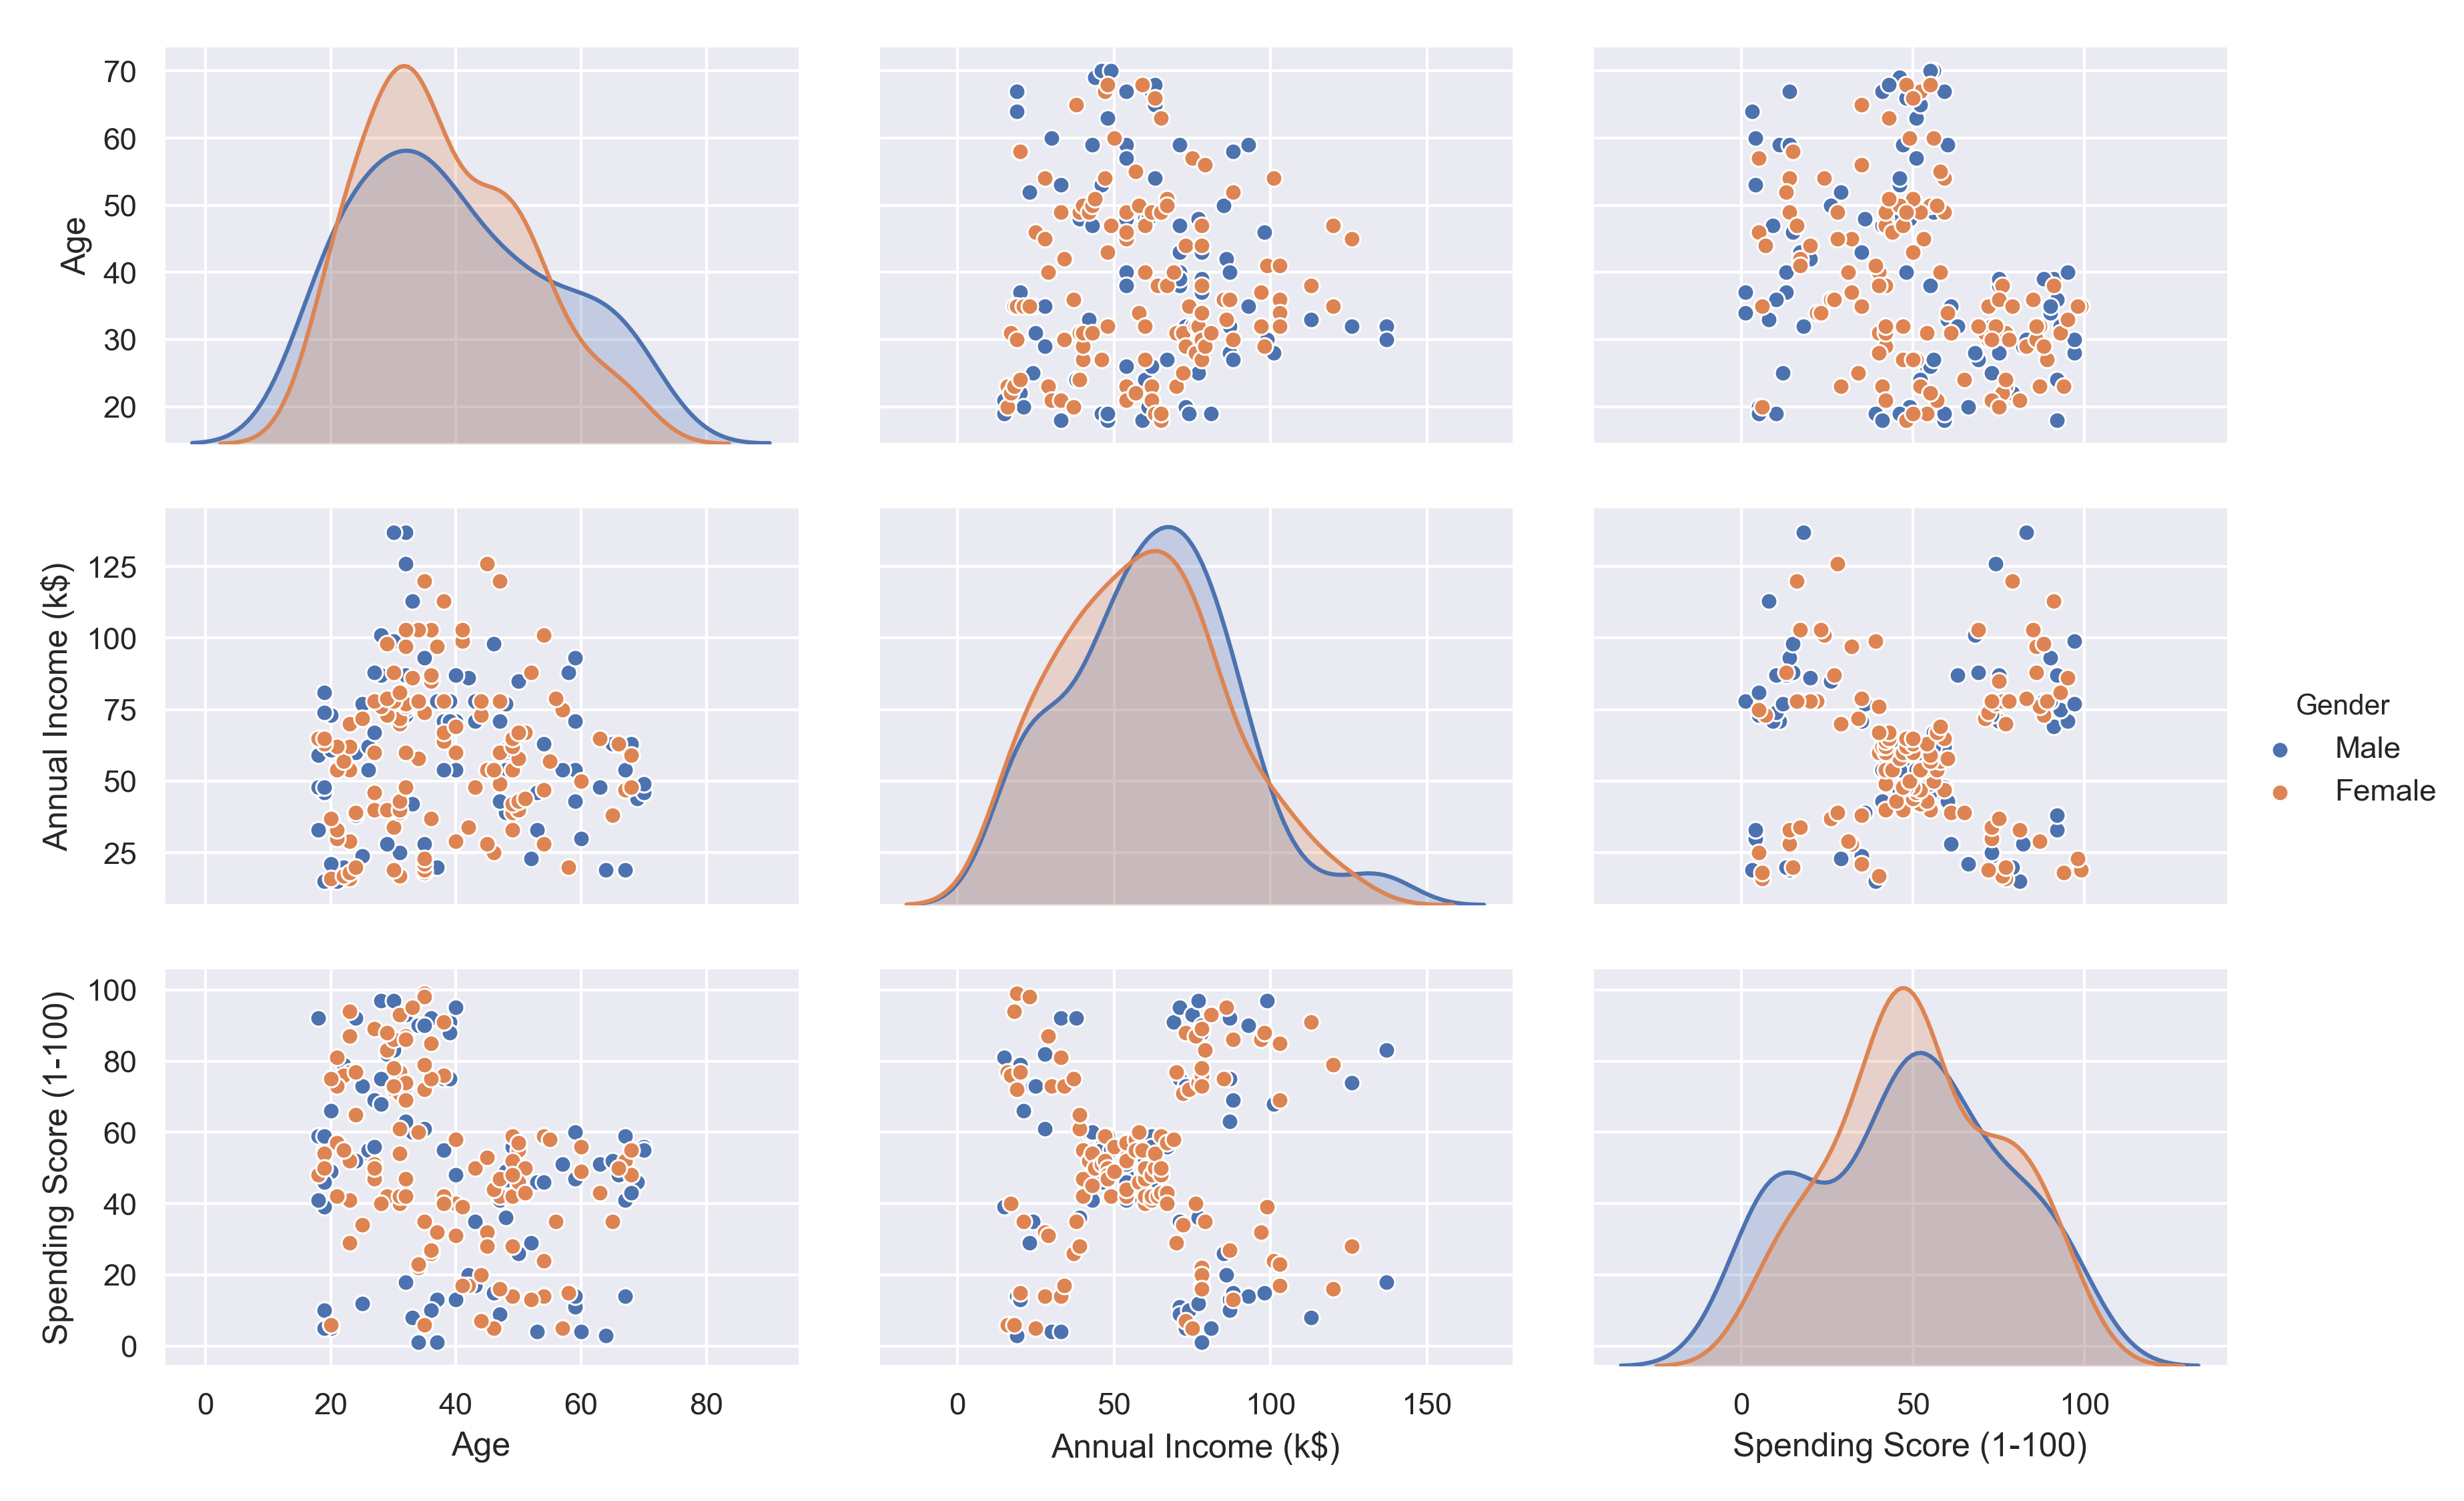 70
60
50
40
30
20
Age
125
100
75
50
25
Annual Income (k$)
Gender
Male
Female
100
80
60
40
20
0
Spending Score (1-100)
0 20 40 60 80
Age
0 50 100 150
Annual Income (k$)
0 50 100
Spending Score (1-100)